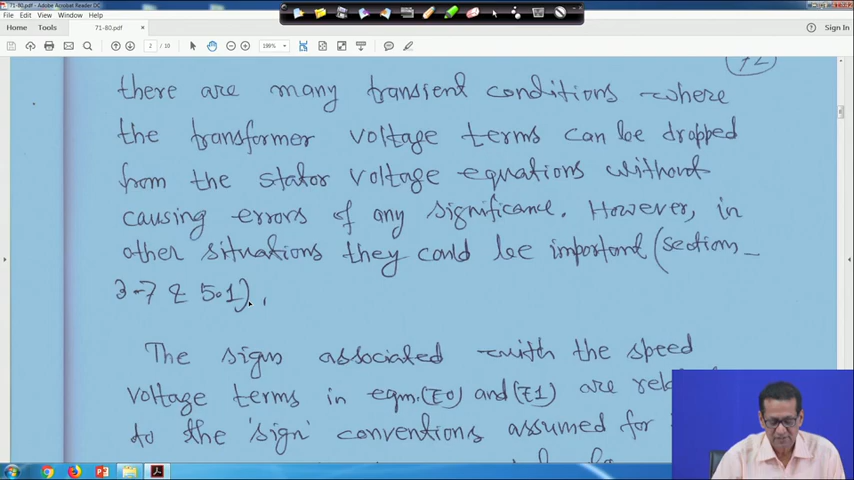 71-80.pdf - Adobe Acrobat Reader DC
File Edit View Window Help
Home Tools 71-80.pdf × Sign In
2 / 10 199%
72
there are many transient conditions where
the transformer voltage terms can be dropped
from the stator voltage equations without
causing errors of any significance. However, in
other situations they could be important (section-
3-7 & 5.1).
The signs associated with the speed
voltage terms in eqn.(70) and (71) are
to the 'sign' conventions assumed for